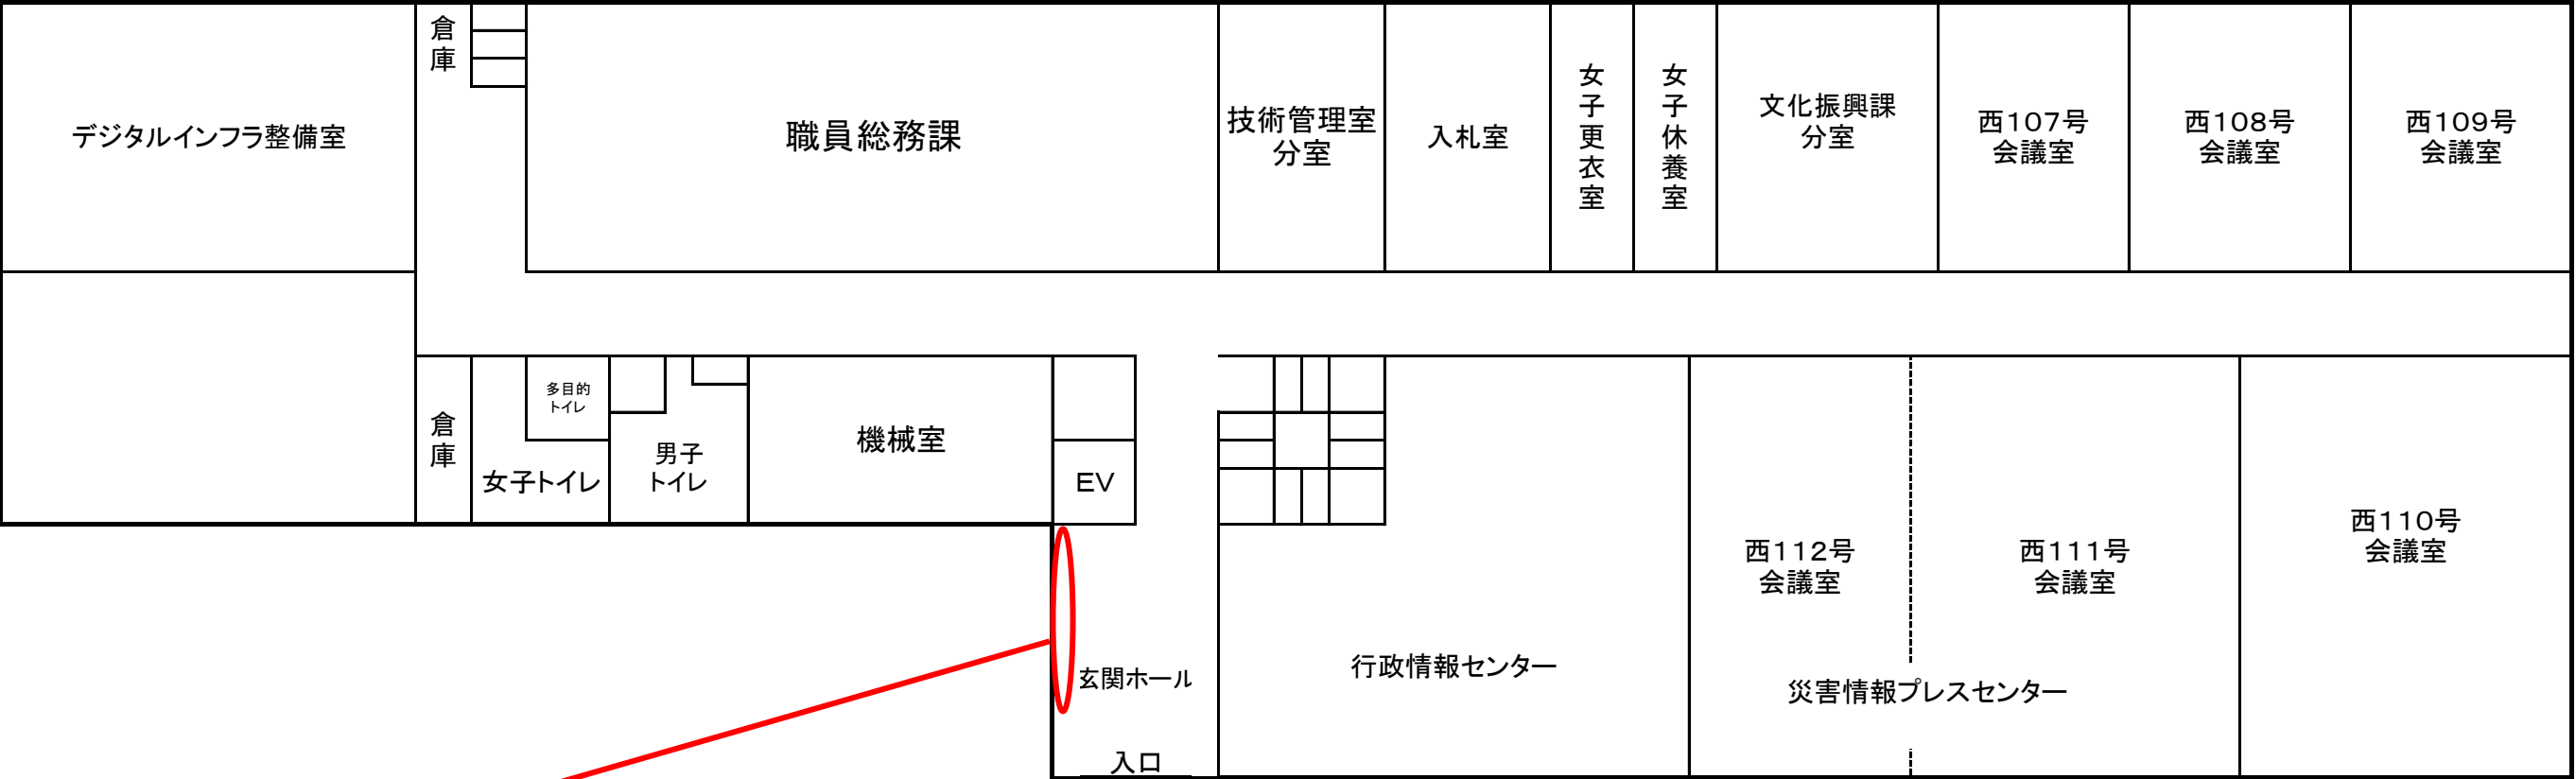 デジタルインフラ整備室
倉庫
職員総務課
技術管理室
分室
入札室
女子更衣室
女子休養室
文化振興課
分室
西107号
会議室
西108号
会議室
西109号
会議室
倉庫
女子トイレ
多目的
トイレ
男子
トイレ
機械室
EV
玄関ホール
入口
行政情報センター
西112号
会議室
西111号
会議室
災害情報プレスセンター
西110号
会議室